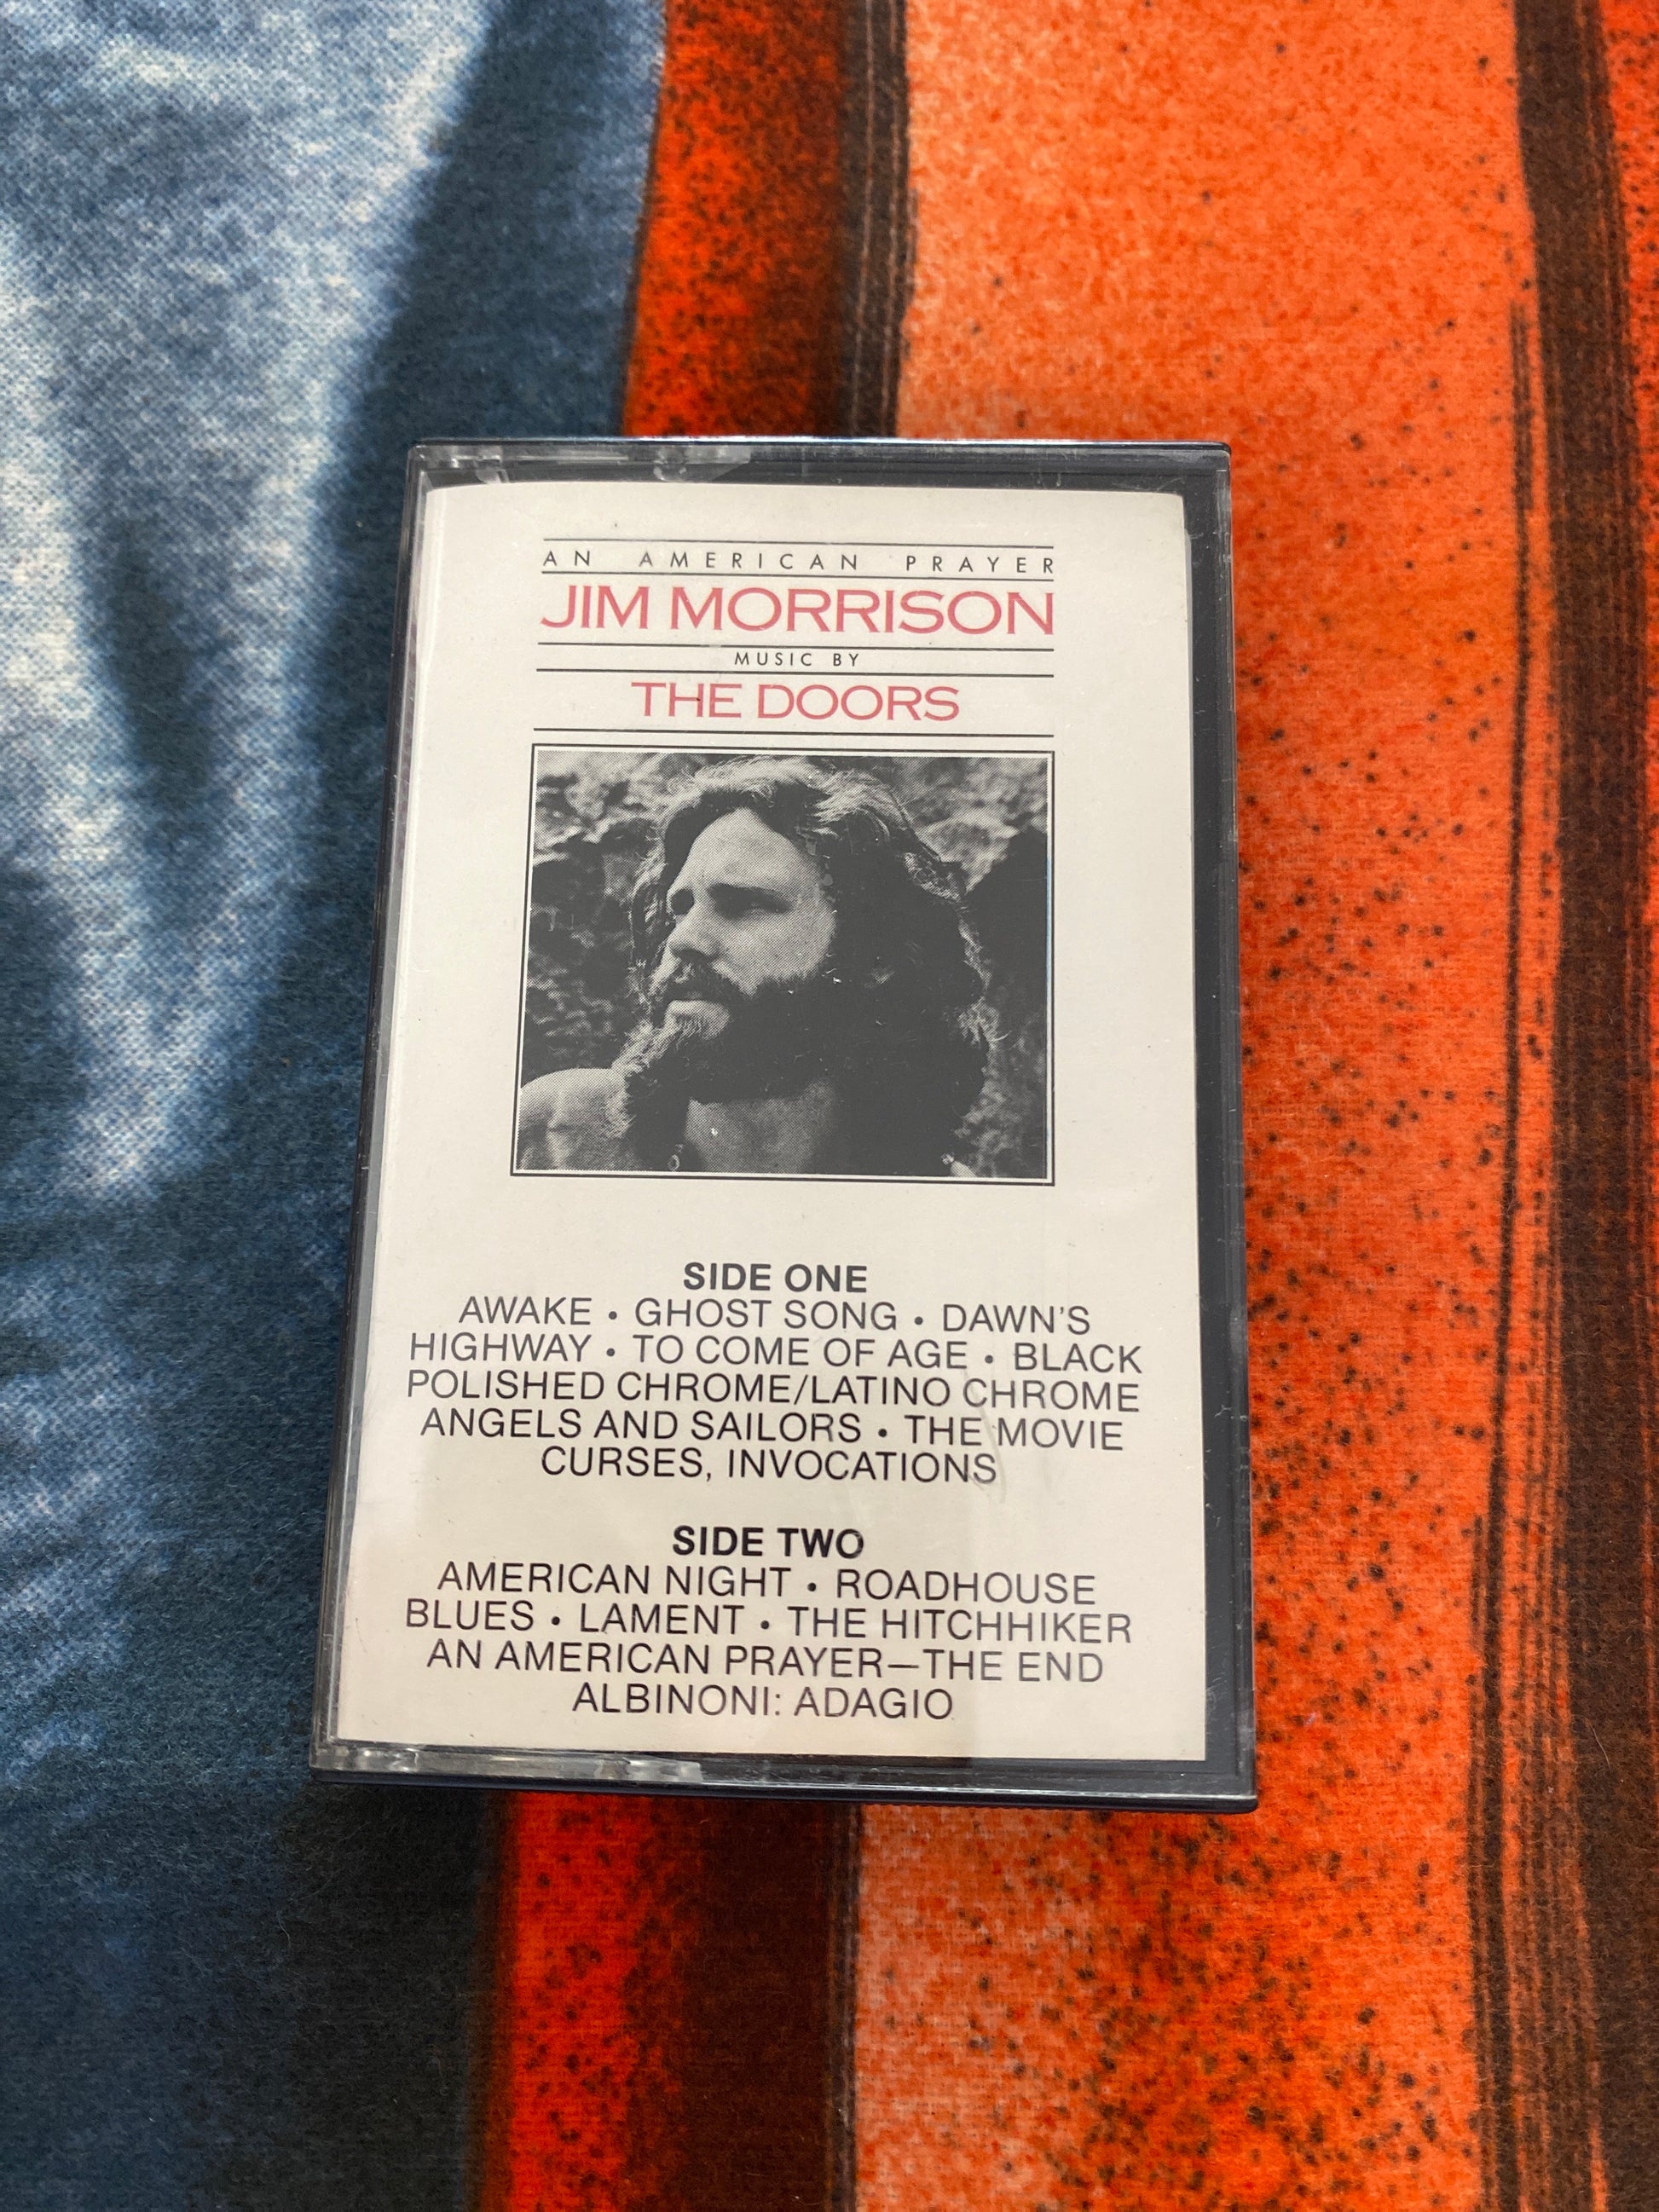 AN AMERICAN PRAYER
JIM MORRISON
MUSIC BY
THE DOORS
SIDE ONE
AWAKE • GHOST SONG • DAWN'S
HIGHWAY • TO COME OF AGE • BLACK
POLISHED CHROME/LATINO CHROME
ANGELS AND SAILORS • THE MOVIE
CURSES, INVOCATIONS
SIDE TWO
AMERICAN NIGHT • ROADHOUSE
BLUES • LAMENT • THE HITCHHIKER
AN AMERICAN PRAYER—THE END
ALBINONI: ADAGIO